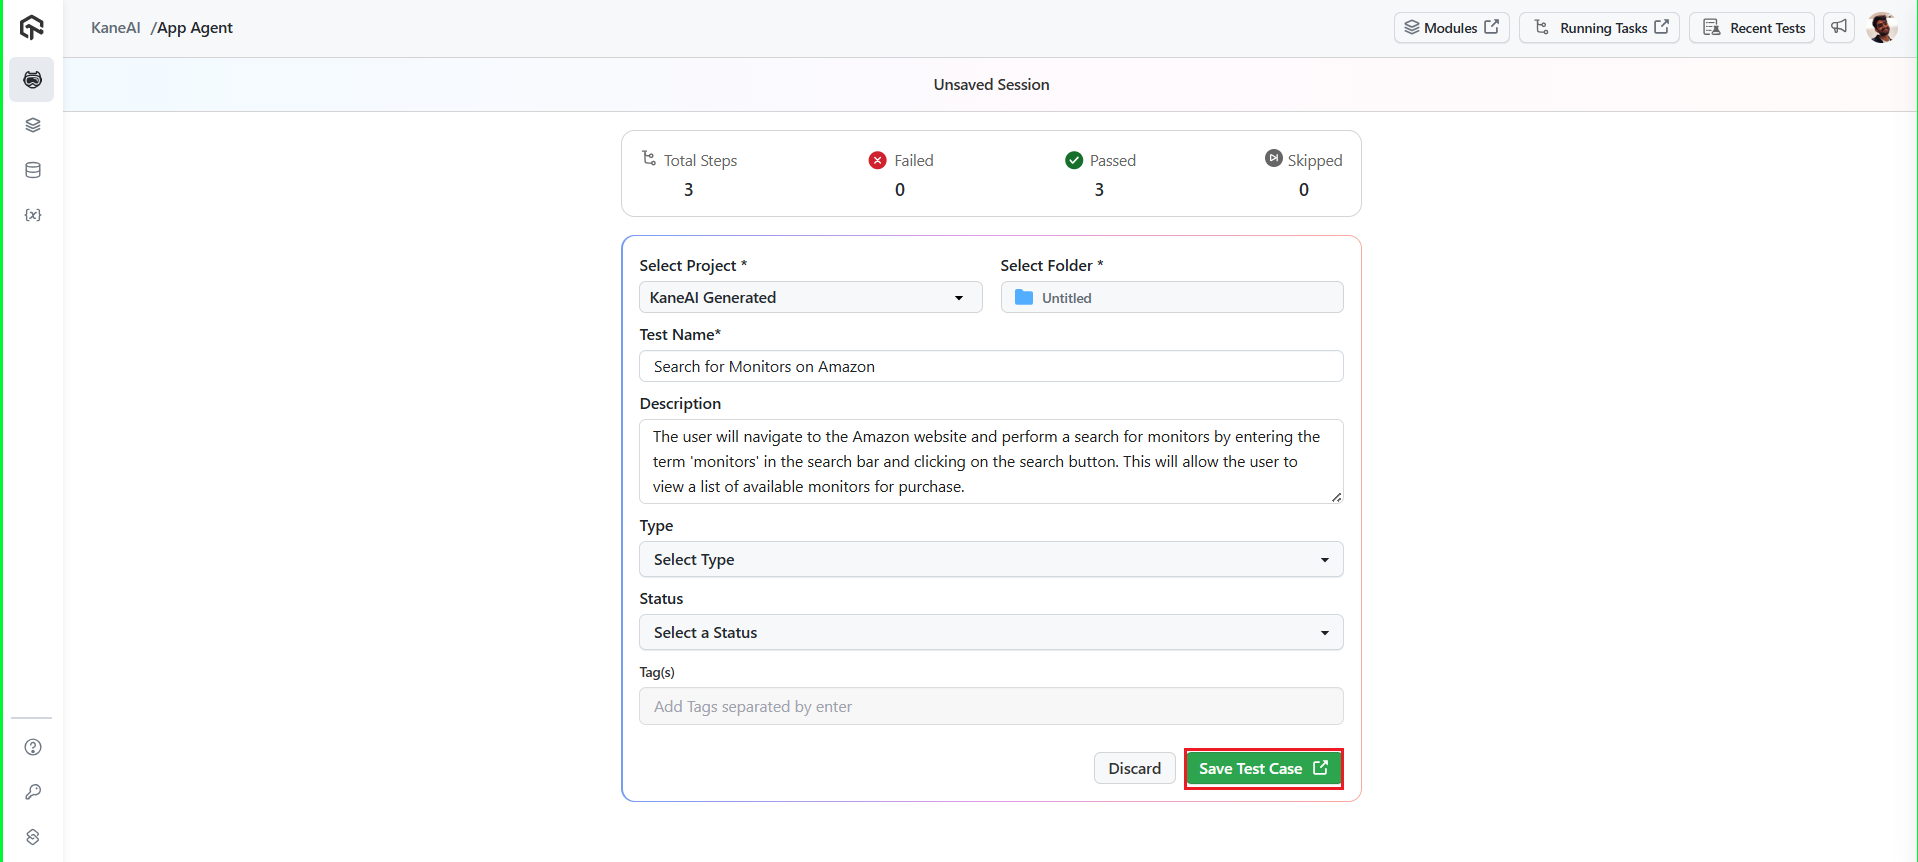 KaneAI /App Agent
Modules
Running Tasks
Recent Tests
Unsaved Session
Total Steps
3
Failed
0
Passed
3
Skipped
0
Select Project *
Select Folder *
KaneAI Generated
Untitled
Test Name*
Search for Monitors on Amazon
Description
The user will navigate to the Amazon website and perform a search for monitors by entering the
term 'monitors' in the search bar and clicking on the search button. This will allow the user to
view a list of available monitors for purchase.
Type
Select Type
Status
Select a Status
Tag(s)
Add Tags separated by enter
Discard
Save Test Case